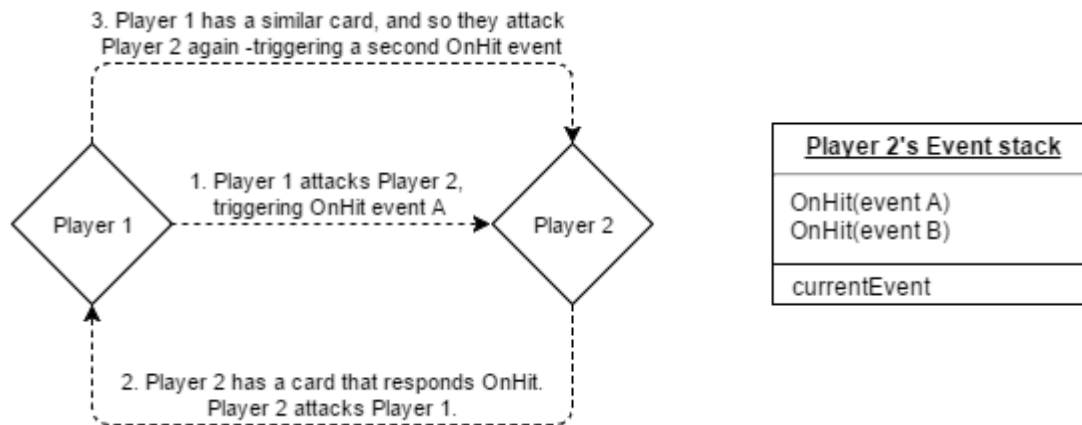 3. Player 1 has a similar card, and so they attack
Player 2 again -triggering a second OnHit event
Player 1
1. Player 1 attacks Player 2,
triggering OnHit event A
Player 2
2. Player 2 has a card that responds OnHit.
Player 2 attacks Player 1.
Player 2's Event stack
OnHit(event A)
OnHit(event B)
currentEvent